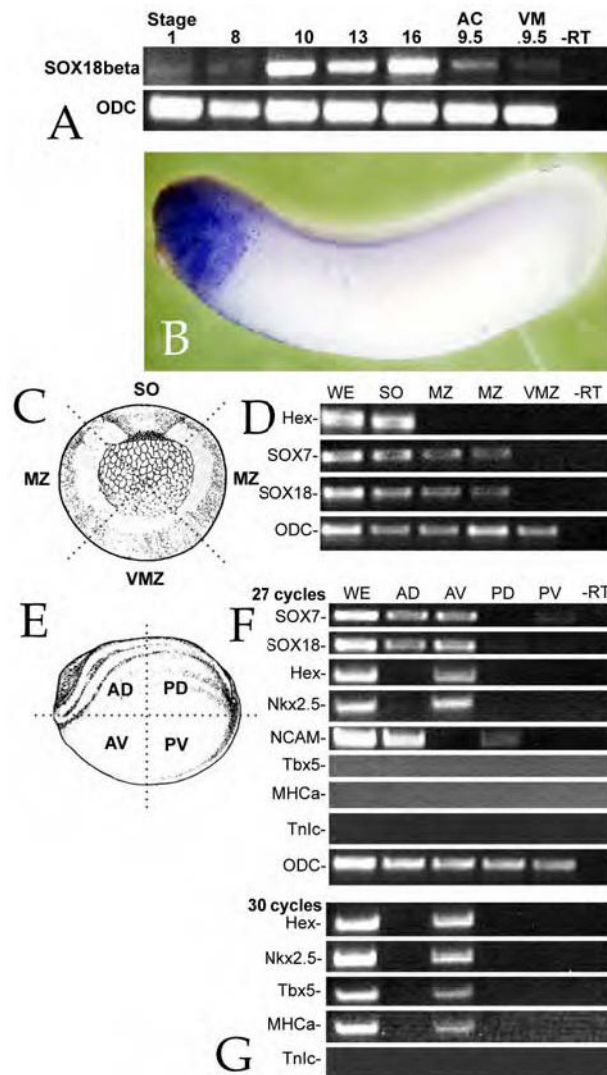 Stage AC VM
1 8 10 13 16 9.5 .9.5 -RT
SOX18beta
ODC
A
B
C
SO
MZ MZ
VMZ
D
WE SO MZ MZ VMZ -RT
Hex-
SOX7-
SOX18-
ODC-
E
AD PD
AV PV
F
27 cycles WE AD AV PD PV -RT
SOX7-
SOX18-
Hex-
Nkx2.5-
NCAM-
Tbx5-
MHCa-
TnIc-
ODC-
30 cycles
Hex-
Nkx2.5-
Tbx5-
MHCa-
TnIc-
G